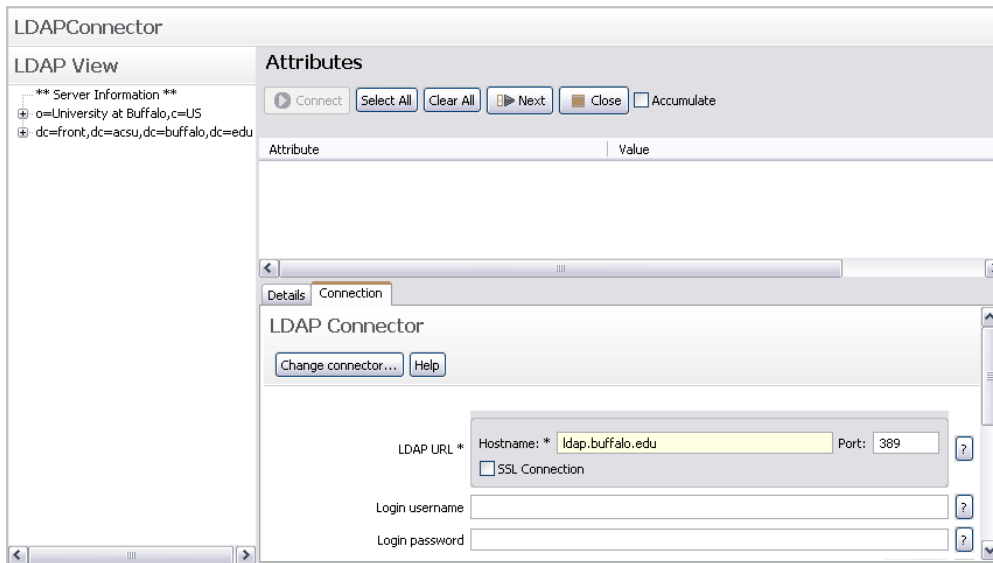 LDAPConnector
LDAP View
** Server Information **
o=University at Buffalo,c=US
dc=front,dc=acsu,dc=buffalo,dc=edu
Attributes
Connect Select All Clear All Next Close Accumulate
Attribute Value
Details Connection
LDAP Connector
Change connector... Help
LDAP URL * Hostname: * ldap.buffalo.edu Port: 389 ?
SSL Connection
Login username ?
Login password ?